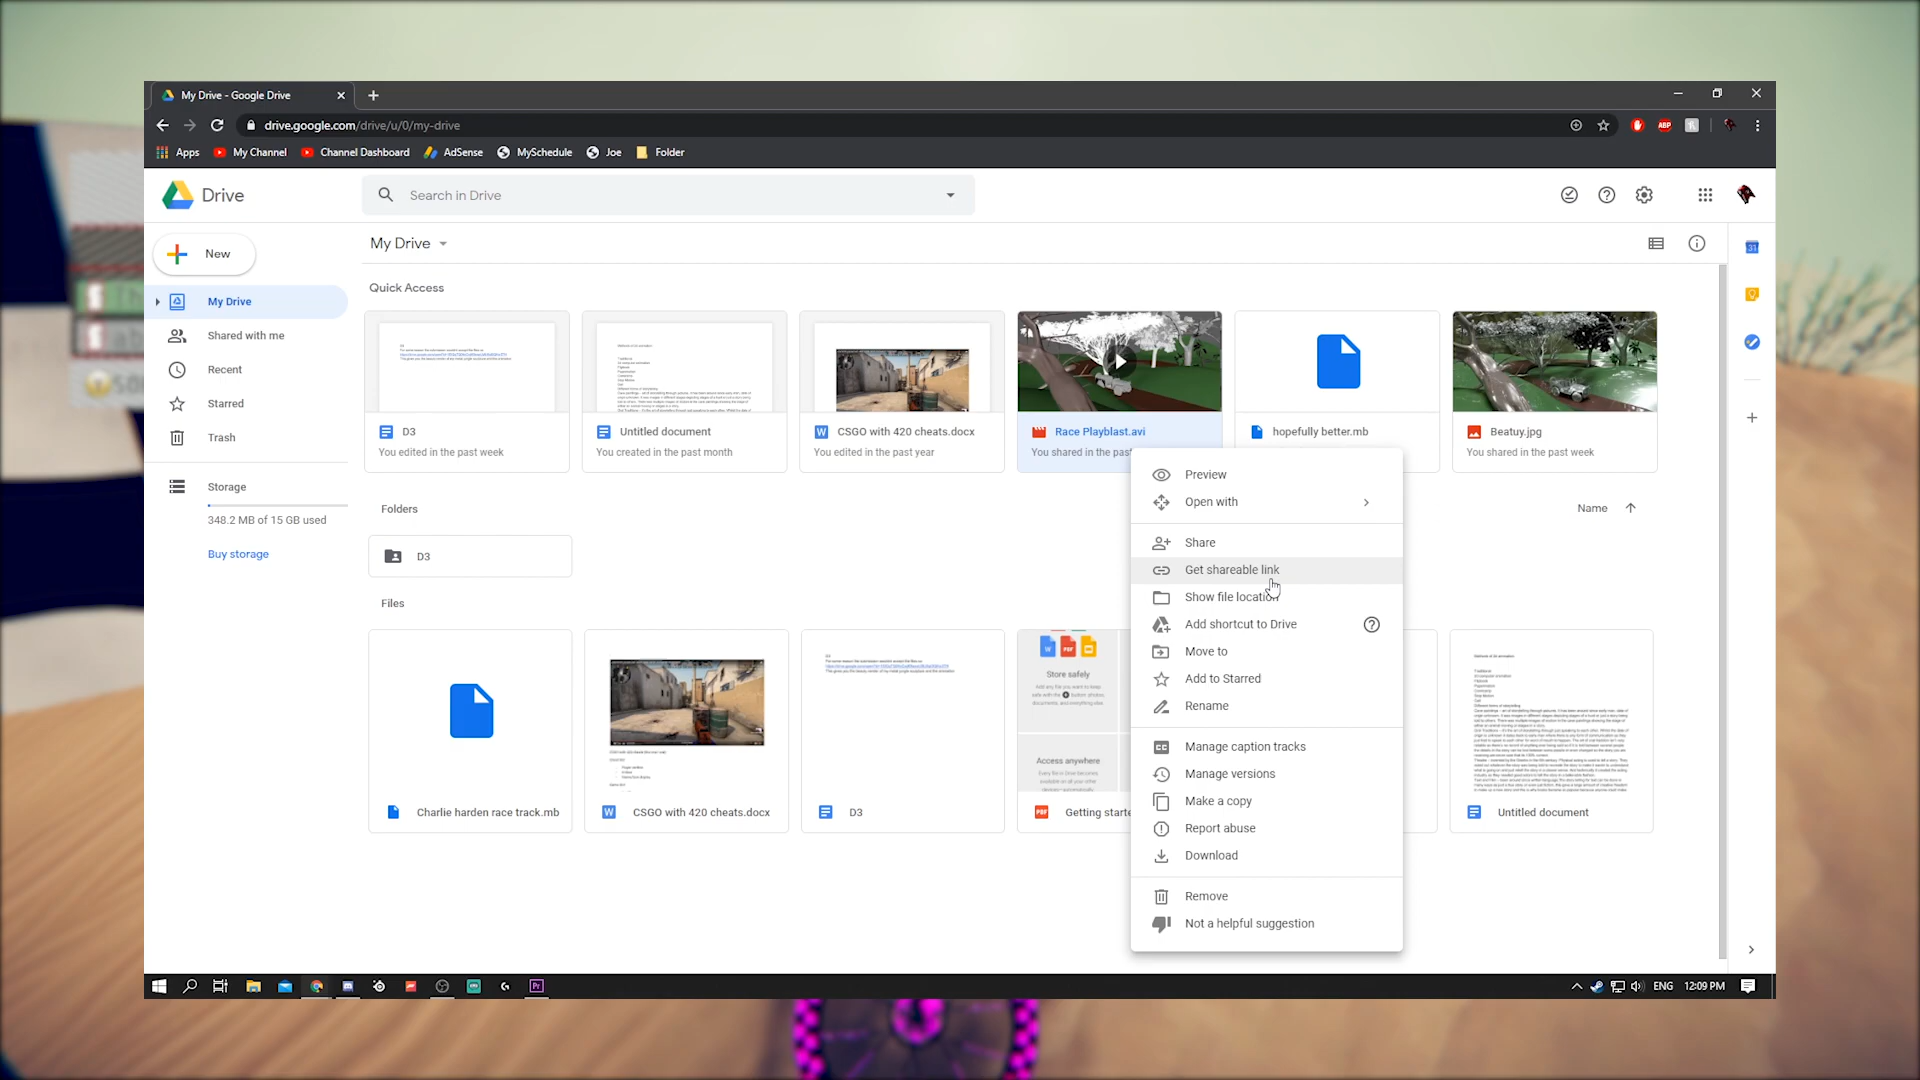 My Drive - Google Drive
drive.google.com/drive/u/0/my-drive
ABP
Apps
My Channel
Channel Dashboard
AdSense
MySchedule
Joe
Folder
Drive
Search in Drive
New
My Drive
31
Quick Access
My Drive
Shared with me
Recent
Starred
Trash
Storage
348.2 MB of 15 GB used
Buy storage
D3
You edited in the past week
Untitled document
You created in the past month
W CSGO with 420 cheats.docx
You edited in the past year
Race Playblast.avi
You shared in the pas
hopefully better.mb
Beatuy.jpg
You shared in the past week
Folders
Name
D3
Files
Preview
Open with
Share
Get shareable link
Show file location
Add shortcut to Drive
Move to
Add to Starred
Rename
CC Manage caption tracks
Manage versions
Make a copy
Report abuse
Download
Remove
Not a helpful suggestion
W PDF
Store safely
Access anywhere
Charlie harden race track.mb
W CSGO with 420 cheats.docx
D3
PDF Getting starte
Untitled document
Pr
ENG
12:09 PM